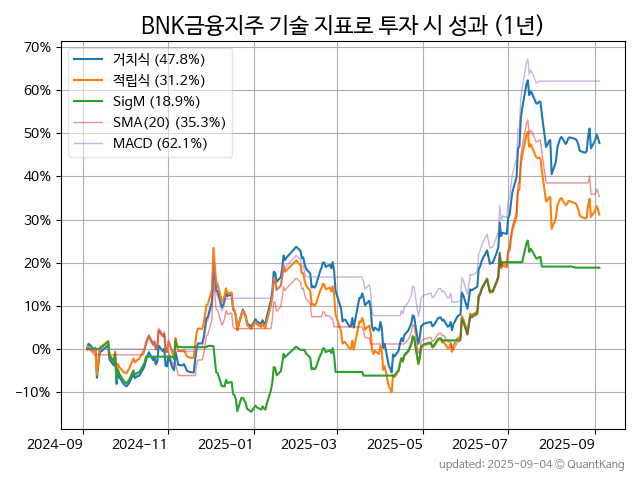 BNK금융지주 기술 지표로 투자 시 성과 (1년)
70%
60%
50%
40%
30%
20%
10%
0%
−10%
거치식 (47.8%)
적립식 (31.2%)
SigM (18.9%)
SMA(20) (35.3%)
MACD (62.1%)
2024-09 2024-11 2025-01 2025-03 2025-05 2025-07 2025-09
updated: 2025-09-04 © QuantKang